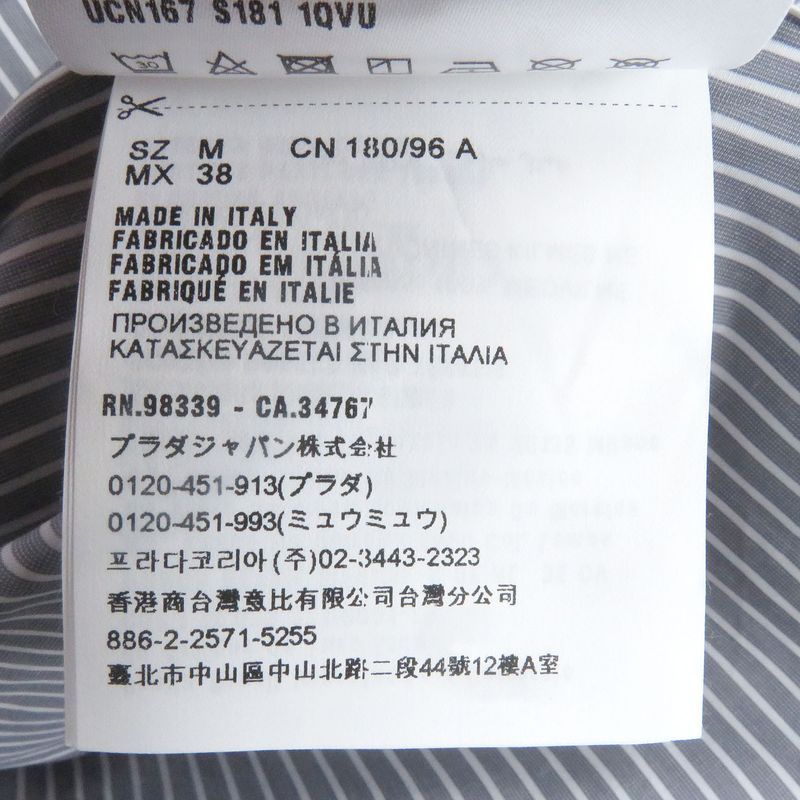 UCN167 S181 1QVU
30
SZ M CN 180/96 A
MX 38
MADE IN ITALY
FABRICADO EN ITALIA
FABRICADO EM ITÁLIA
FABRIQUÉ EN ITALIE
ПРОИЗВЕДЕНО В ИТАЛИЯ
ΚΑΤΑΣΚΕΥΑΖΕΤΑΙ ΣΤΗΝ ΙΤΑΛΙΑ
RN.98339 - CA.34767
プラダジャパン株式会社
0120-451-913(プラダ)
0120-451-993(ミュウミュウ)
프라다코리아(주)02-3443-2323
香港商台灣意比有限公司台灣分公司
886-2-2571-5255
臺北市中山區中山北路二段44號12樓A室